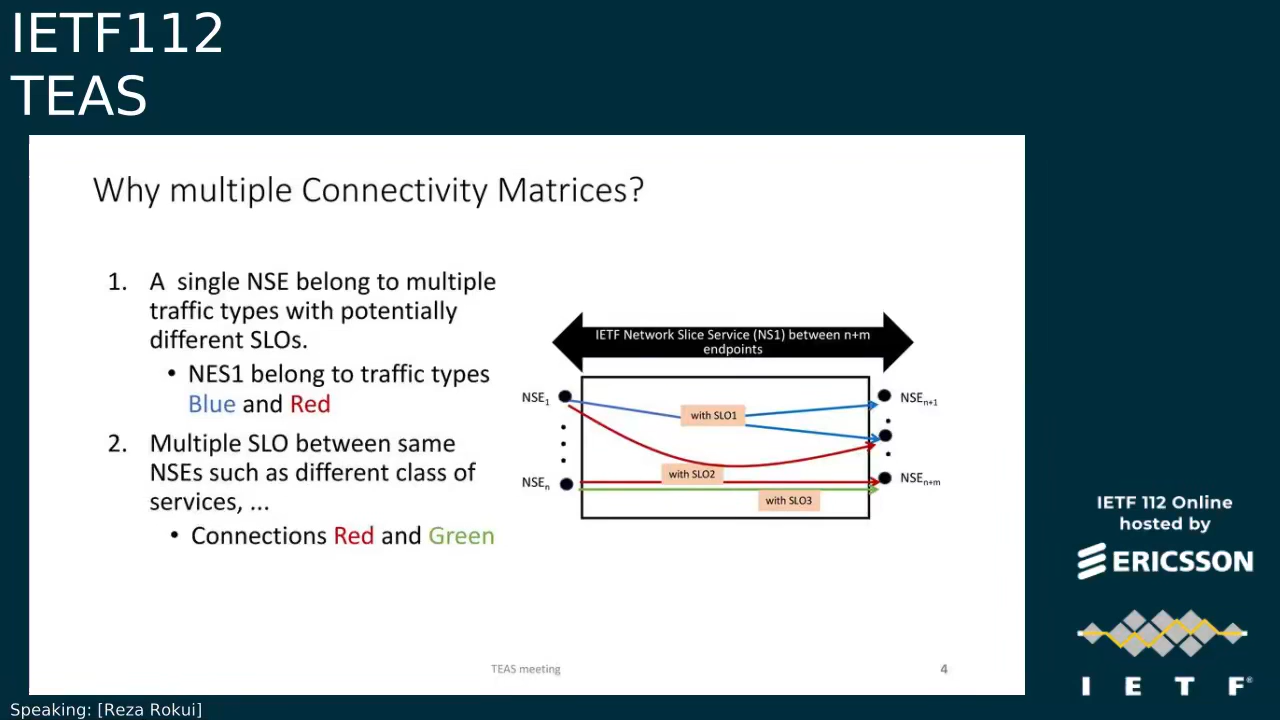 IETF112
TEAS
Why multiple Connectivity Matrices?
1. A single NSE belong to multiple
traffic types with potentially
different SLOs.
• NES1 belong to traffic types
Blue and Red
2. Multiple SLO between same
NSEs such as different class of
services, ...
• Connections Red and Green
IETF Network Slice Service (NS1) between n+m
endpoints
NSE1
NSEn+1
with SLO1
with SLO2
NSEn
NSEn+m
with SLO3
TEAS meeting
4
IETF 112 Online
hosted by
ERICSSON
I E T F®
Speaking: [Reza Rokui]